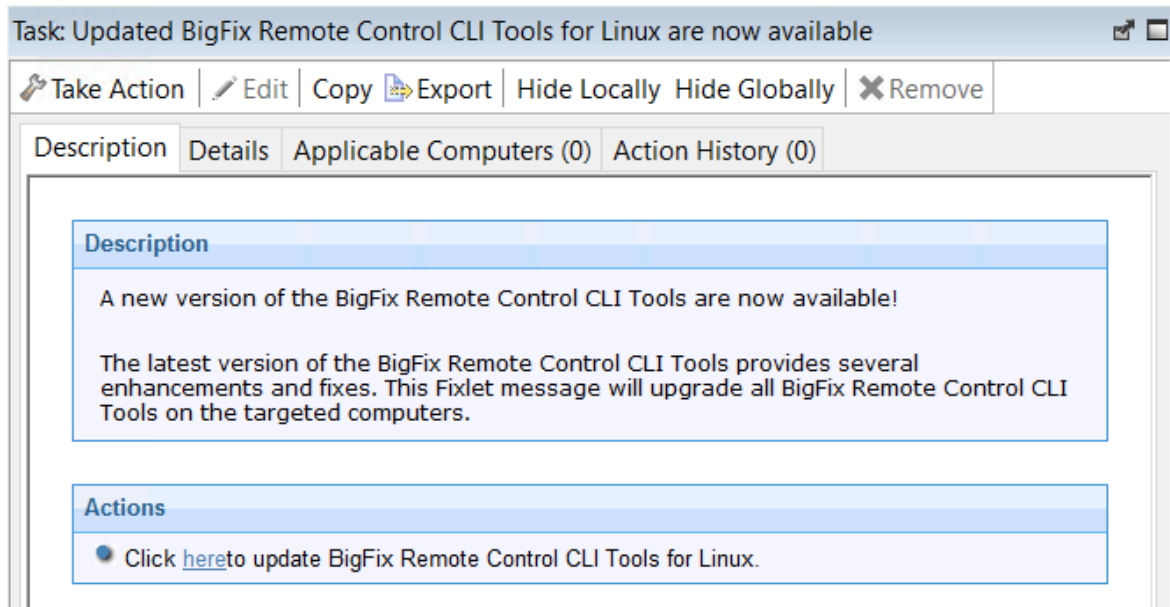 Task: Updated BigFix Remote Control CLI Tools for Linux are now available
Take Action Edit Copy Export Hide Locally Hide Globally Remove
Description Details Applicable Computers (0) Action History (0)
Description
A new version of the BigFix Remote Control CLI Tools are now available!
The latest version of the BigFix Remote Control CLI Tools provides several
enhancements and fixes. This Fixlet message will upgrade all BigFix Remote Control CLI
Tools on the targeted computers.
Actions
Click hereto update BigFix Remote Control CLI Tools for Linux.